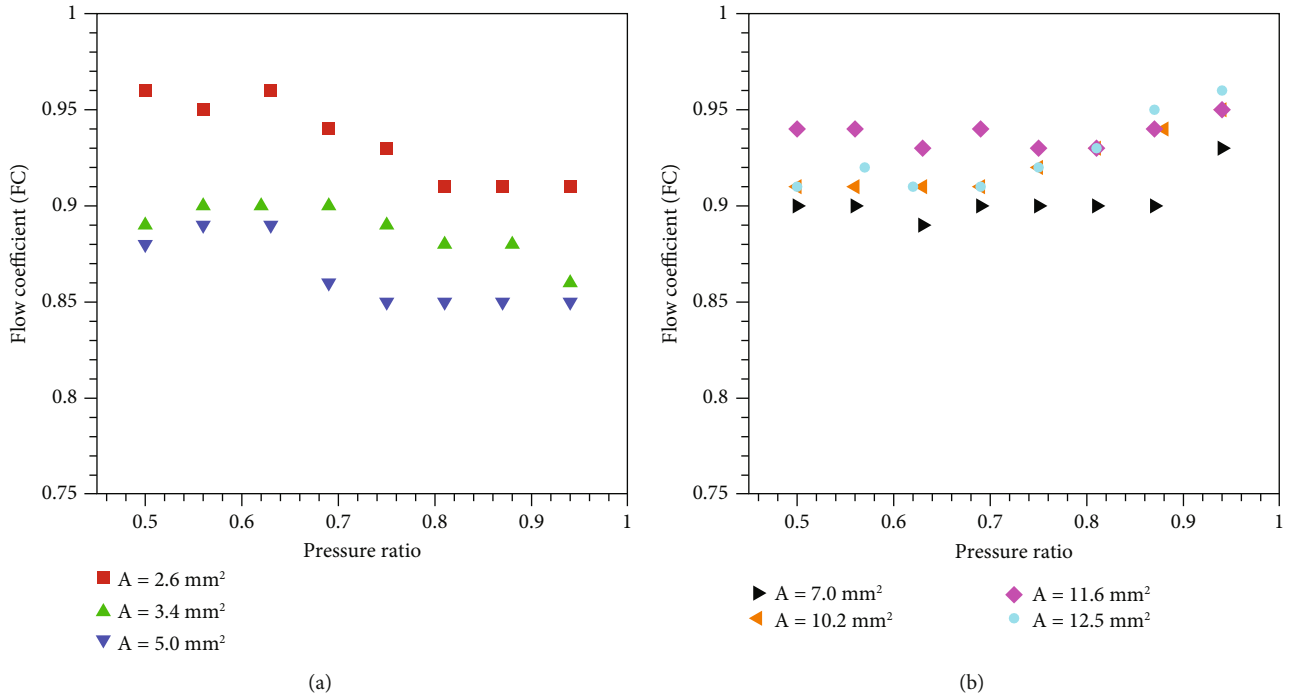 1
0.95
0.9
0.85
0.8
0.75
Flow coefficient (FC)
0.5 0.6 0.7 0.8 0.9 1
Pressure ratio
A = 2.6 mm²
A = 3.4 mm²
A = 5.0 mm²
(a)
1
0.95
0.9
0.85
0.8
0.75
Flow coefficient (FC)
0.5 0.6 0.7 0.8 0.9 1
Pressure ratio
A = 7.0 mm² A = 11.6 mm²
A = 10.2 mm² A = 12.5 mm²
(b)